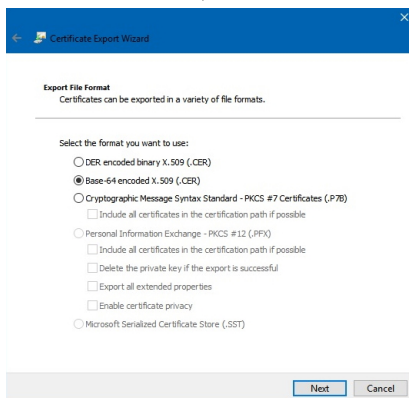 Certificate Export Wizard
Export File Format
Certificates can be exported in a variety of file formats.
Select the format you want to use:
DER encoded binary X.509 (.CER)
Base-64 encoded X.509 (.CER)
Cryptographic Message Syntax Standard - PKCS #7 Certificates (.P7B)
Include all certificates in the certification path if possible
Personal Information Exchange - PKCS #12 (.PFX)
Include all certificates in the certification path if possible
Delete the private key if the export is successful
Export all extended properties
Enable certificate privacy
Microsoft Serialized Certificate Store (.SST)
Next Cancel